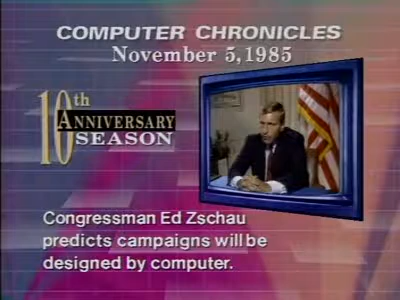 COMPUTER CHRONICLES
November 5, 1985
10th
ANNIVERSARY
SEASON
Congressman Ed Zschau
predicts campaigns will be
designed by computer.